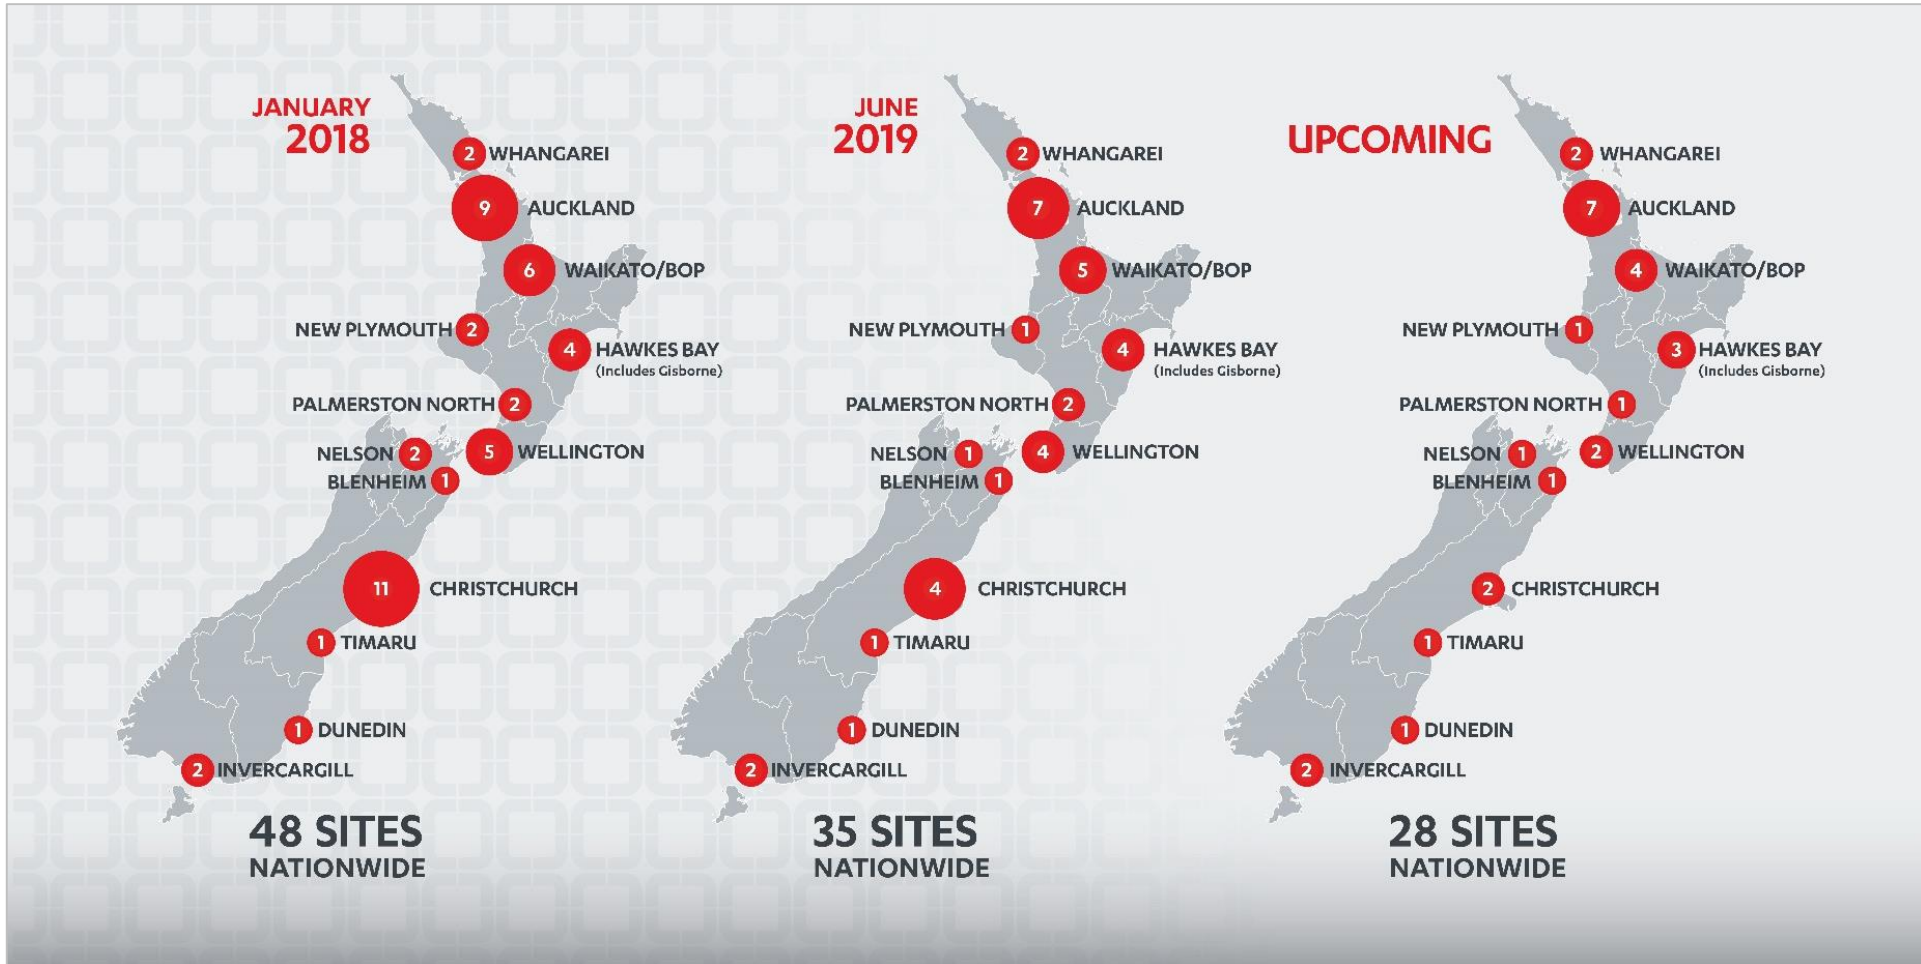 JANUARY
2018
2 WHANGAREI
9 AUCKLAND
6 WAIKATO/BOP
NEW PLYMOUTH 2
4 HAWKES BAY
(Includes Gisborne)
PALMERSTON NORTH 2
NELSON 2
5 WELLINGTON
BLENHEIM 1
11 CHRISTCHURCH
1 TIMARU
1 DUNEDIN
2 INVERCARGILL
48 SITES
NATIONWIDE
JUNE
2019
2 WHANGAREI
7 AUCKLAND
5 WAIKATO/BOP
NEW PLYMOUTH 1
4 HAWKES BAY
(Includes Gisborne)
PALMERSTON NORTH 2
NELSON 1
4 WELLINGTON
BLENHEIM 1
4 CHRISTCHURCH
1 TIMARU
1 DUNEDIN
2 INVERCARGILL
35 SITES
NATIONWIDE
UPCOMING
2 WHANGAREI
7 AUCKLAND
4 WAIKATO/BOP
NEW PLYMOUTH 1
3 HAWKES BAY
(Includes Gisborne)
PALMERSTON NORTH 1
NELSON 1
2 WELLINGTON
BLENHEIM 1
2 CHRISTCHURCH
1 TIMARU
1 DUNEDIN
2 INVERCARGILL
28 SITES
NATIONWIDE